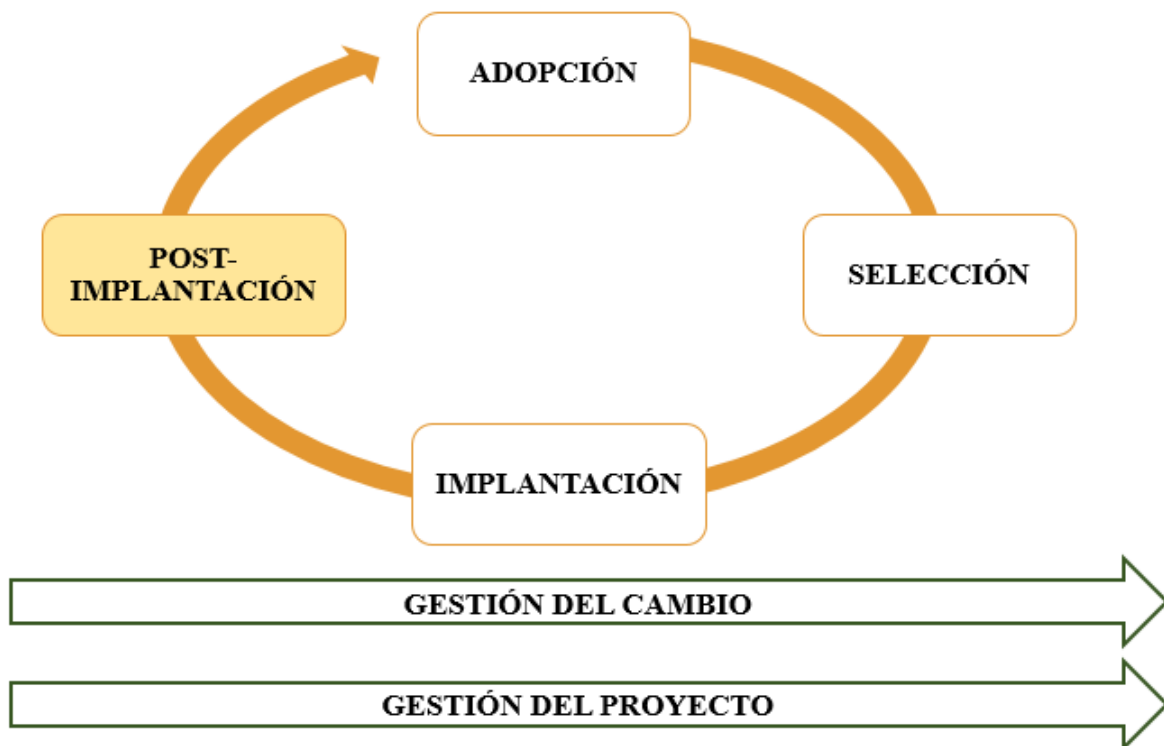 ADOPCIÓN
POST-
IMPLANTACIÓN
SELECCIÓN
IMPLANTACIÓN
GESTIÓN DEL CAMBIO
GESTIÓN DEL PROYECTO